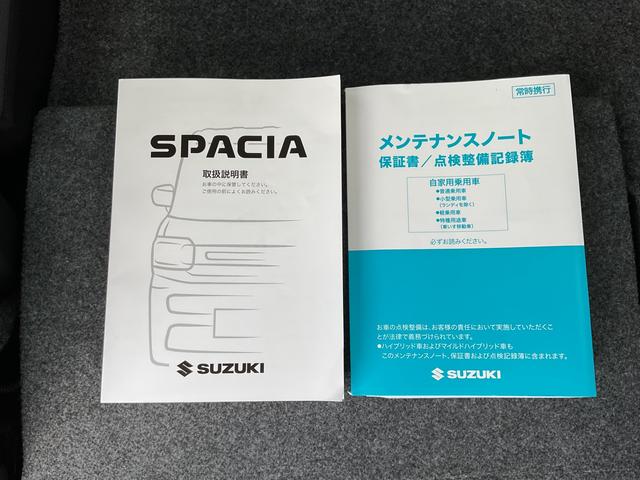 SPACIA
取扱説明書
お車の中に保管してください。
ご使用の前によくお読みください。
SUZUKI
常時携行
メンテナンスノート
保証書／点検整備記録簿
自家用乗用車
●普通乗用車
●小型乗用車
(ランディを除く)
●軽乗用車
●特種用途車
(車いす移動車)
必ずお読みください。
お車の点検整備は、お客様の責任において実施していただくこ
とが法律で義務づけられています。
●ハイブリッド車およびマイルドハイブリッド車も
このメンテナンスノート、保証書および点検記録簿に含まれます。
SUZUKI